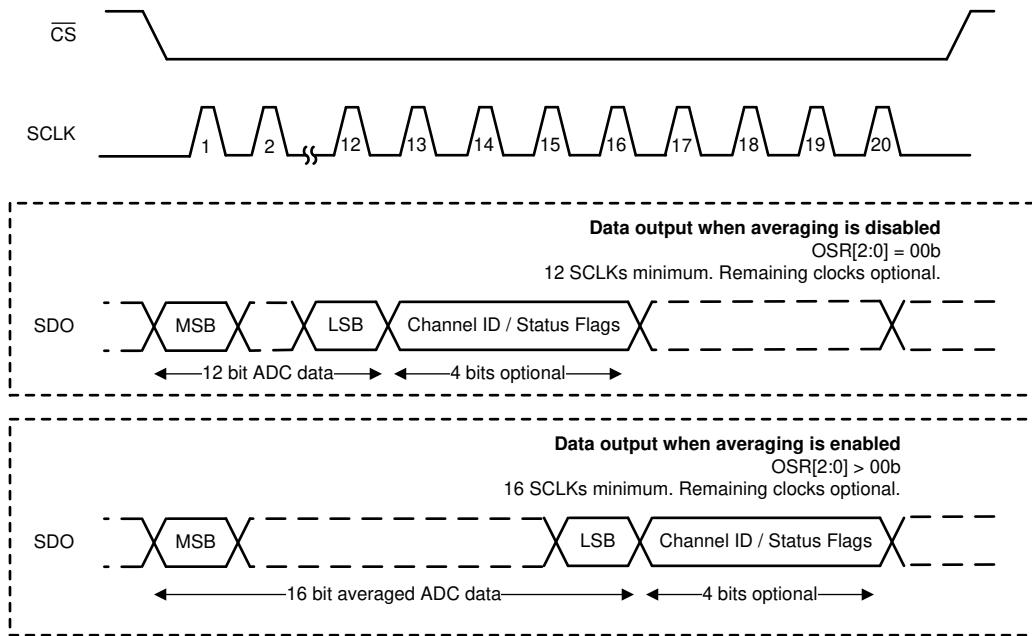 CS
SCLK
1 2 12 13 14 15 16 17 18 19 20
Data output when averaging is disabled
OSR[2:0] = 00b
12 SCLKs minimum. Remaining clocks optional.
SDO MSB LSB Channel ID / Status Flags
12 bit ADC data 4 bits optional
Data output when averaging is enabled
OSR[2:0] > 00b
16 SCLKs minimum. Remaining clocks optional.
SDO MSB LSB Channel ID / Status Flags
16 bit averaged ADC data 4 bits optional